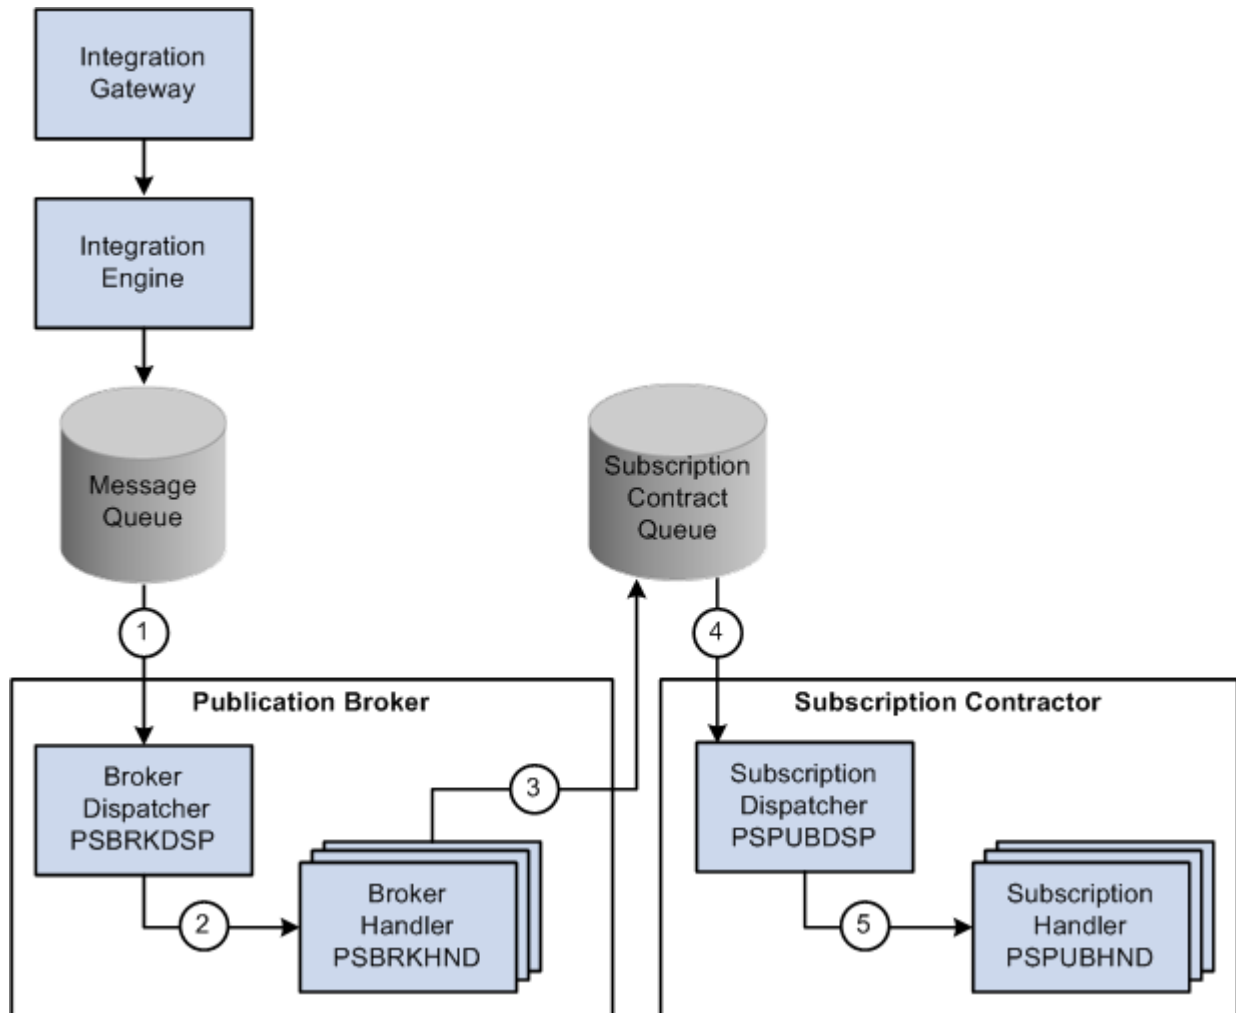 Integration
Gateway
Integration
Engine
Message
Queue
Subscription
Contract
Queue
1
4
Publication Broker
Subscription Contractor
Broker
Dispatcher
PSBRKDSP
3
Subscription
Dispatcher
PSPUBDSP
2
Broker
Handler
PSBRKHND
5
Subscription
Handler
PSPUBHND